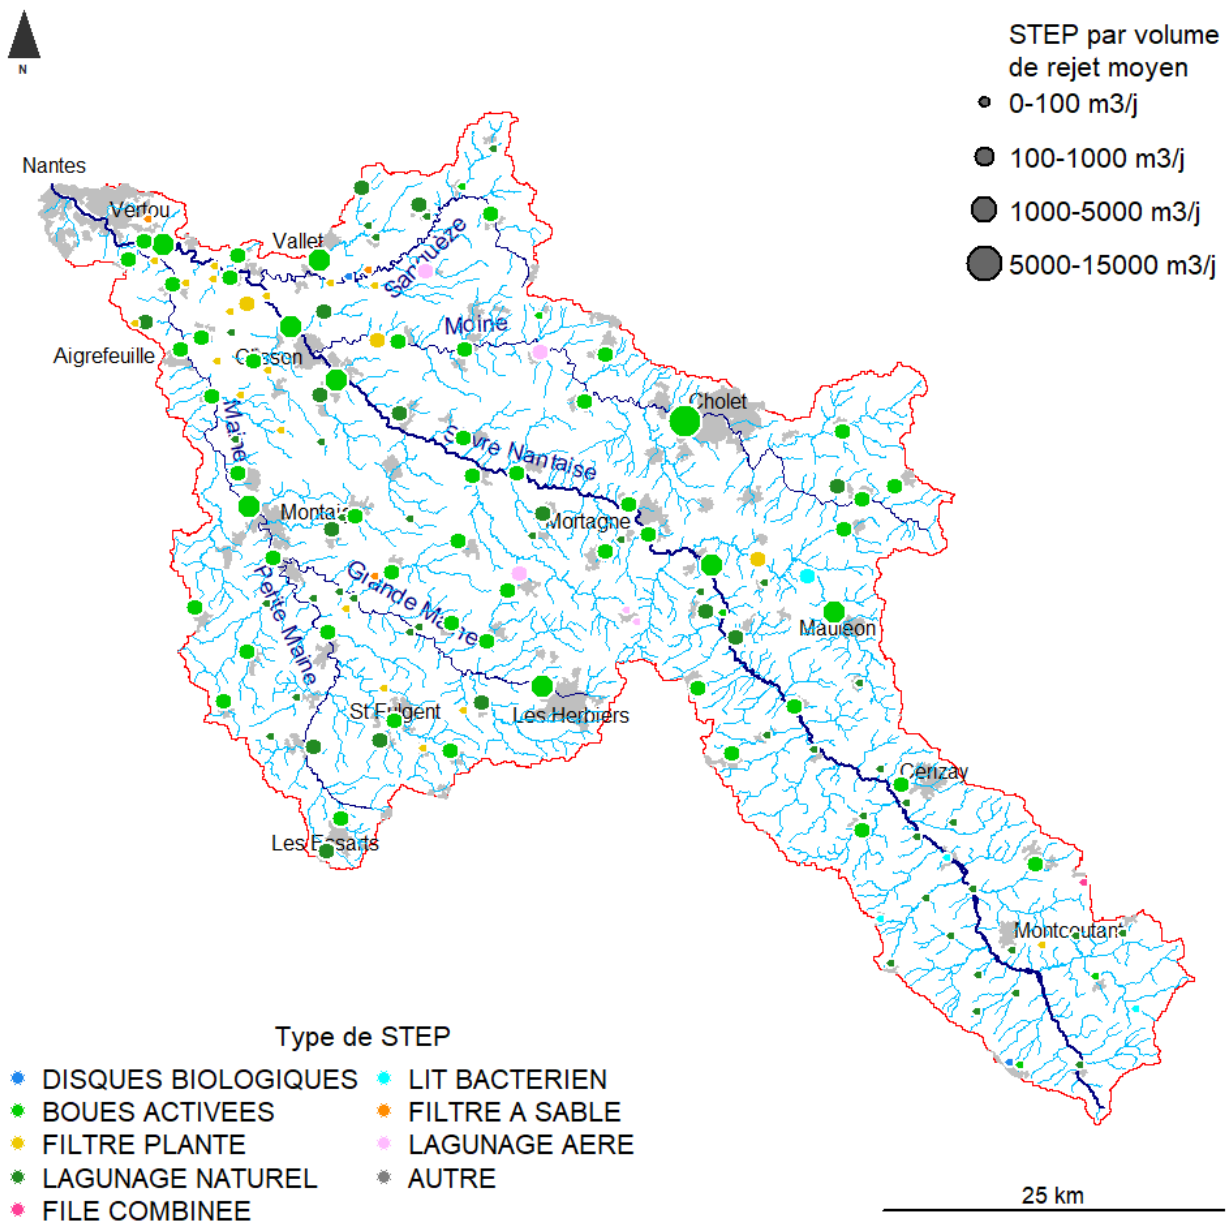 N
STEP par volume
de rejet moyen
0-100 m3/j
100-1000 m3/j
1000-5000 m3/j
5000-15000 m3/j
Nantes
Vertou
Vallet
Sanguèze
Moine
Aigrefeuille
Clisson
Cholet
Maine
Sèvre Nantaise
Montaigu
Mortagne
Grande Maine
Petite Maine
Mauléon
St Fulgent
Les Herbiers
Cerizay
Les Essarts
Montcoutant
Type de STEP
DISQUES BIOLOGIQUES
LIT BACTERIEN
BOUES ACTIVEES
FILTRE A SABLE
FILTRE PLANTE
LAGUNAGE AERE
LAGUNAGE NATUREL
AUTRE
FILE COMBINEE
25 km